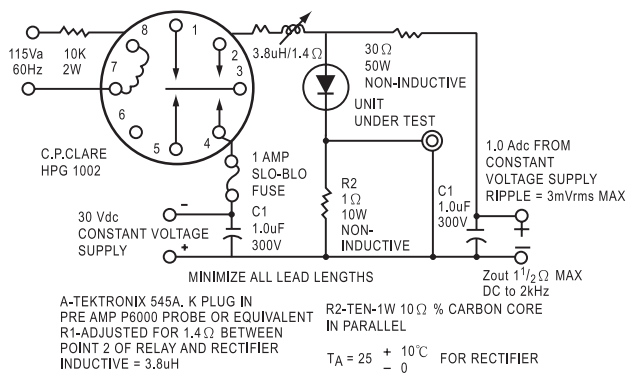 115Va
60Hz
10K
2W
8
1
7
2
3
6
5
4
C.P.CLARE
HPG 1002
3.8uH/1.4Ω
30Ω
50W
NON-INDUCTIVE
UNIT
UNDER TEST
1 AMP
SLO-BLO
FUSE
R2
1Ω
10W
NON-
INDUCTIVE
C1
1.0uF
300V
1.0 Adc FROM
CONSTANT
VOLTAGE SUPPLY
RIPPLE = 3mVrms MAX
+
−
30 Vdc
CONSTANT VOLTAGE
SUPPLY
−
+
C1
1.0uF
300V
MINIMIZE ALL LEAD LENGTHS
Zout 1 1/2 Ω MAX
DC to 2kHz
A-TEKTRONIX 545A. K PLUG IN
PRE AMP P6000 PROBE OR EQUIVALENT
R1-ADJUSTED FOR 1.4Ω BETWEEN
POINT 2 OF RELAY AND RECTIFIER
INDUCTIVE = 3.8uH
R2-TEN-1W 10Ω % CARBON CORE
IN PARALLEL
TA = 25 + 10℃ − 0 FOR RECTIFIER